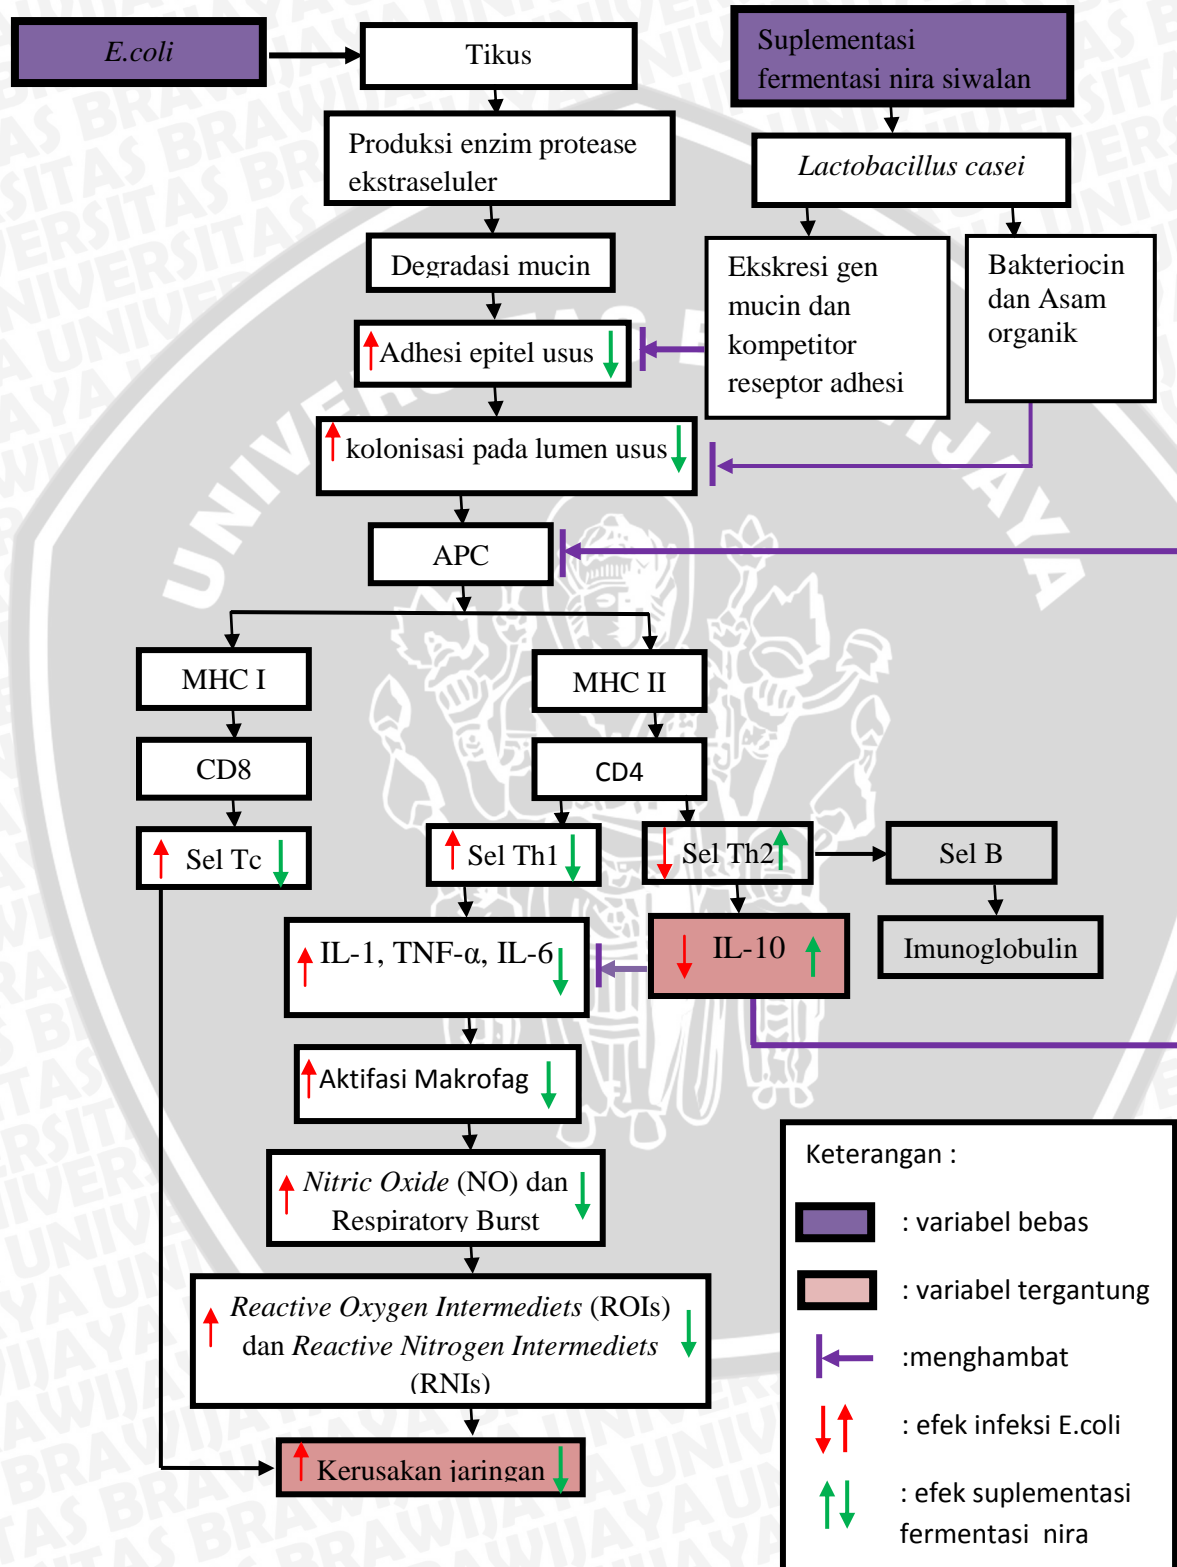 E.coli
Tikus
Suplementasi
fermentasi nira siwalan
Produksi enzim protease
ekstraseluler
Lactobacillus casei
Degradasi mucin
Ekskresi gen
mucin dan
kompetitor
reseptor adhesi
Bakteriocin
dan Asam
organik
Adhesi epitel usus
kolonisasi pada lumen usus
APC
MHC I
MHC II
CD8
CD4
Sel Tc
Sel Th1
Sel Th2
Sel B
IL-1, TNF-α, IL-6
IL-10
Imunoglobulin
Aktifasi Makrofag
Nitric Oxide (NO) dan
Respiratory Burst
Reactive Oxygen Intermediets (ROIs)
dan Reactive Nitrogen Intermediets
(RNIs)
Kerusakan jaringan
Keterangan :
: variabel bebas
: variabel tergantung
:menghambat
: efek infeksi E.coli
: efek suplementasi
fermentasi nira